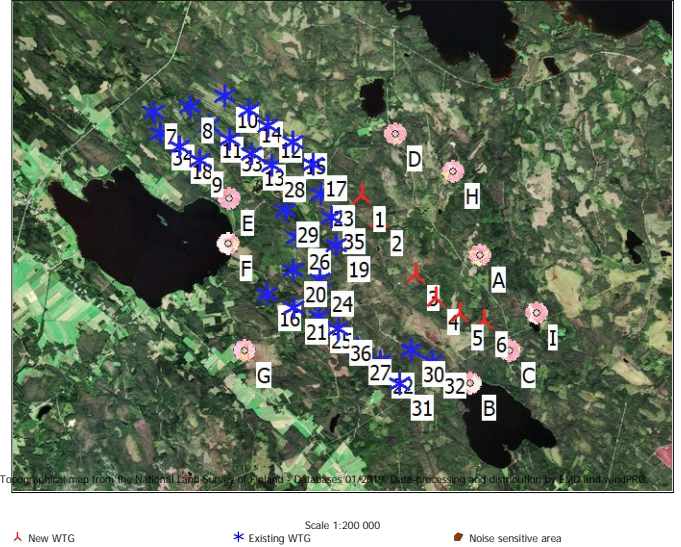 10
7
8
14
D
11
12
34
33
15
18
13
9
28
17
H
E
23
1
29
35
2
F
26
19
A
20
3
24
16
4
21
25
5
6
I
36
27
30
G
22
32
C
31
B
Topographical map from the National Land Survey of Finland - Databases 01/2019. Data-processing and distribution by EMD and windPRO.
Scale 1:200 000
New WTG
Existing WTG
Noise sensitive area